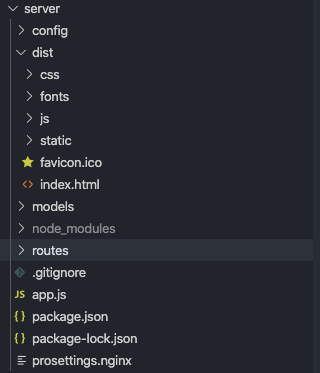 server
config
dist
css
fonts
js
static
favicon.ico
index.html
models
node_modules
routes
.gitignore
JS app.js
{ } package.json
{ } package-lock.json
prosettings.nginx